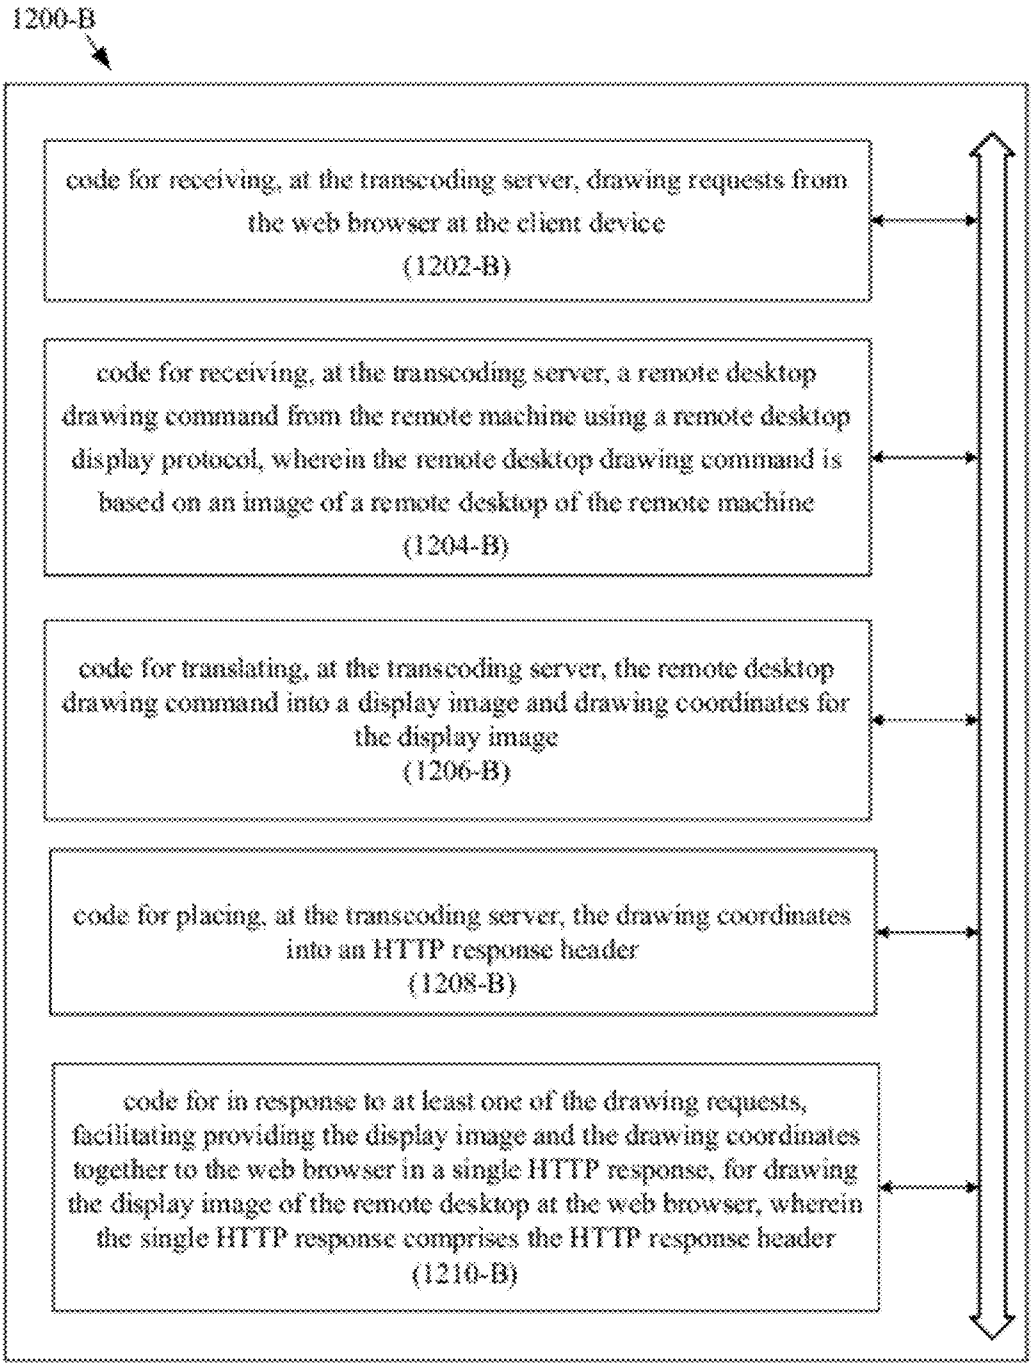 1200-B
code for receiving, at the transcoding server, drawing requests from
the web browser at the client device
(1202-B)
code for receiving, at the transcoding server, a remote desktop
drawing command from the remote machine using a remote desktop
display protocol, wherein the remote desktop drawing command is
based on an image of a remote desktop of the remote machine
(1204-B)
code for translating, at the transcoding server, the remote desktop
drawing command into a display image and drawing coordinates for
the display image
(1206-B)
code for placing, at the transcoding server, the drawing coordinates
into an HTTP response header
(1208-B)
code for in response to at least one of the drawing requests,
facilitating providing the display image and the drawing coordinates
together to the web browser in a single HTTP response, for drawing
the display image of the remote desktop at the web browser, wherein
the single HTTP response comprises the HTTP response header
(1210-B)